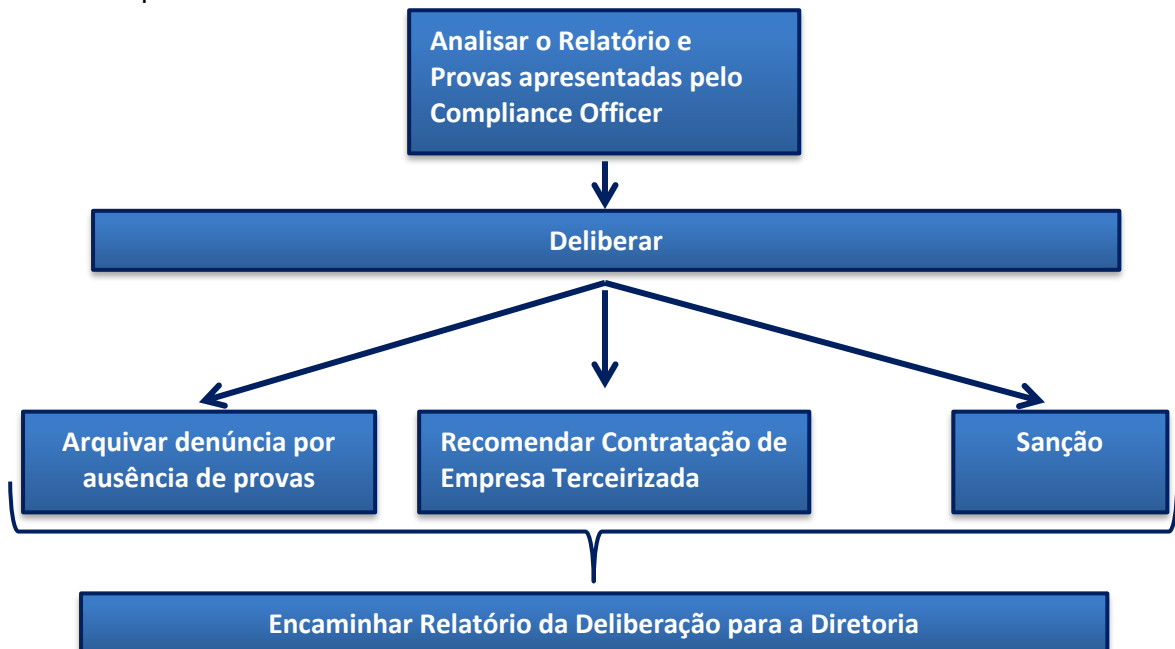 Analisar o Relatório e
Provas apresentadas pelo
Compliance Officer
Deliberar
Arquivar denúncia por
ausência de provas
Recomendar Contratação de
Empresa Terceirizada
Sanção
Encaminhar Relatório da Deliberação para a Diretoria